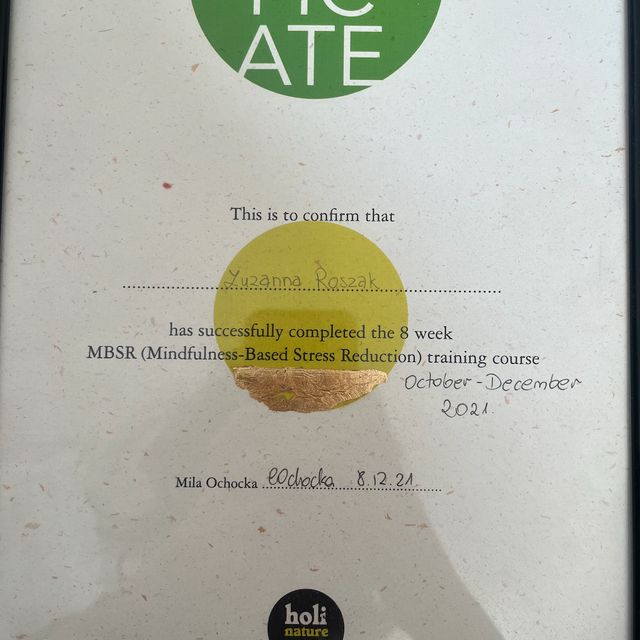 ATE
This is to confirm that
Zuzanna Roszak
has successfully completed the 8 week
MBSR (Mindfulness-Based Stress Reduction) training course
October - December
2021
Mila Ochocka MOchocka 8.12.21
holi
nature